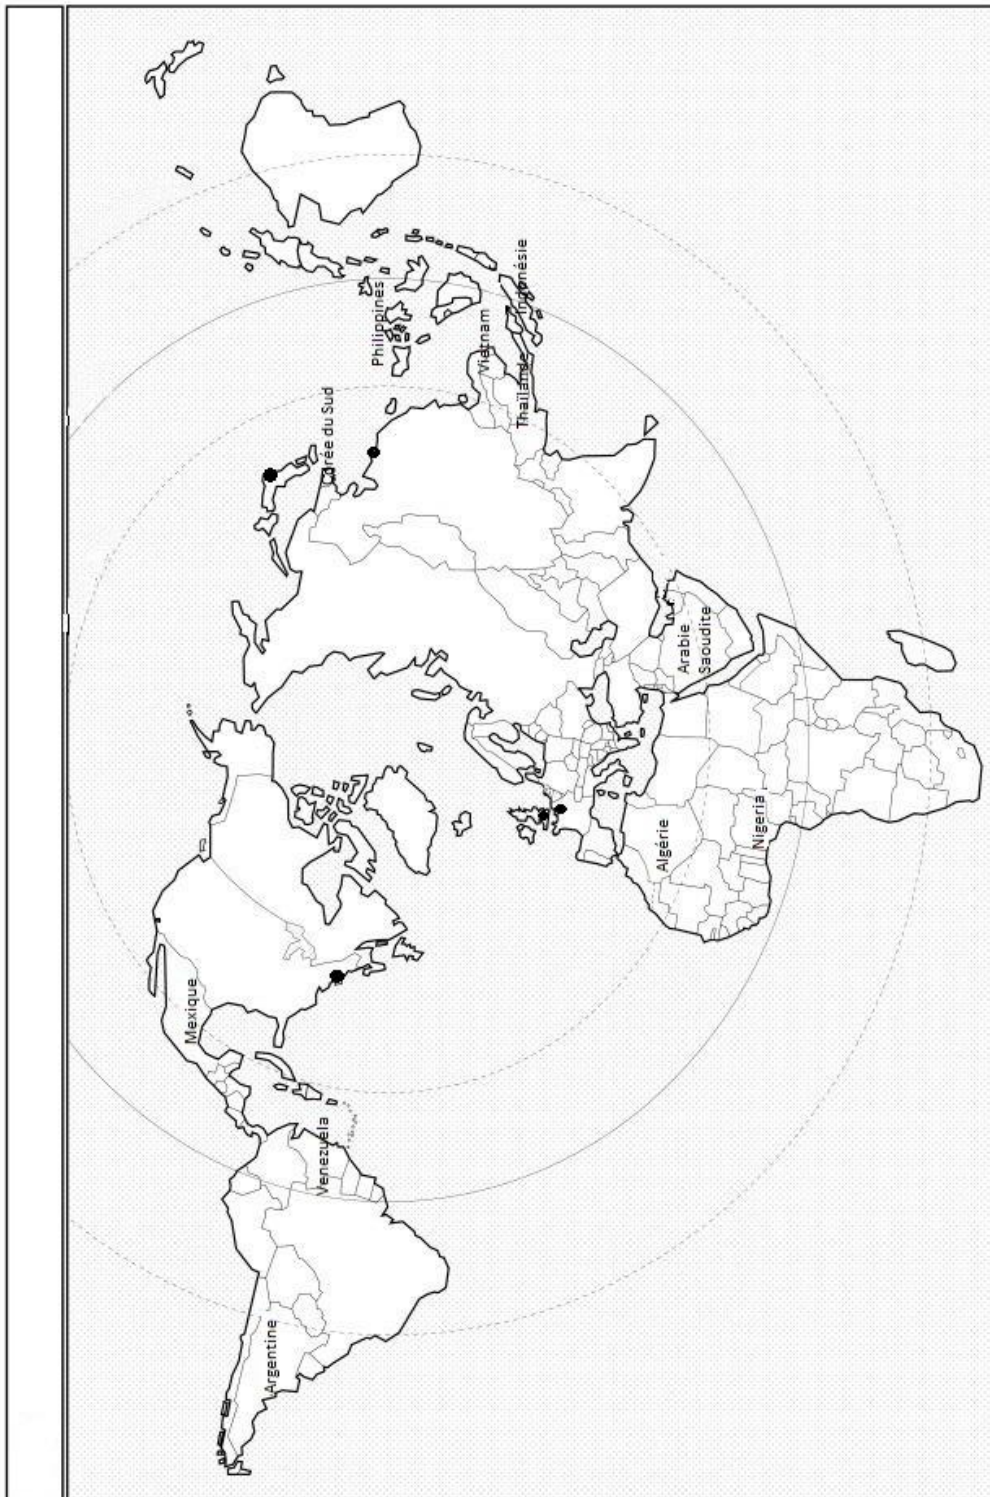 Mexique
Venezuela
Argentine
Algérie
Nigeria
Arabie
Saoudite
Corée du Sud
Philippines
Vietnam
Thaïlande
Indonésie